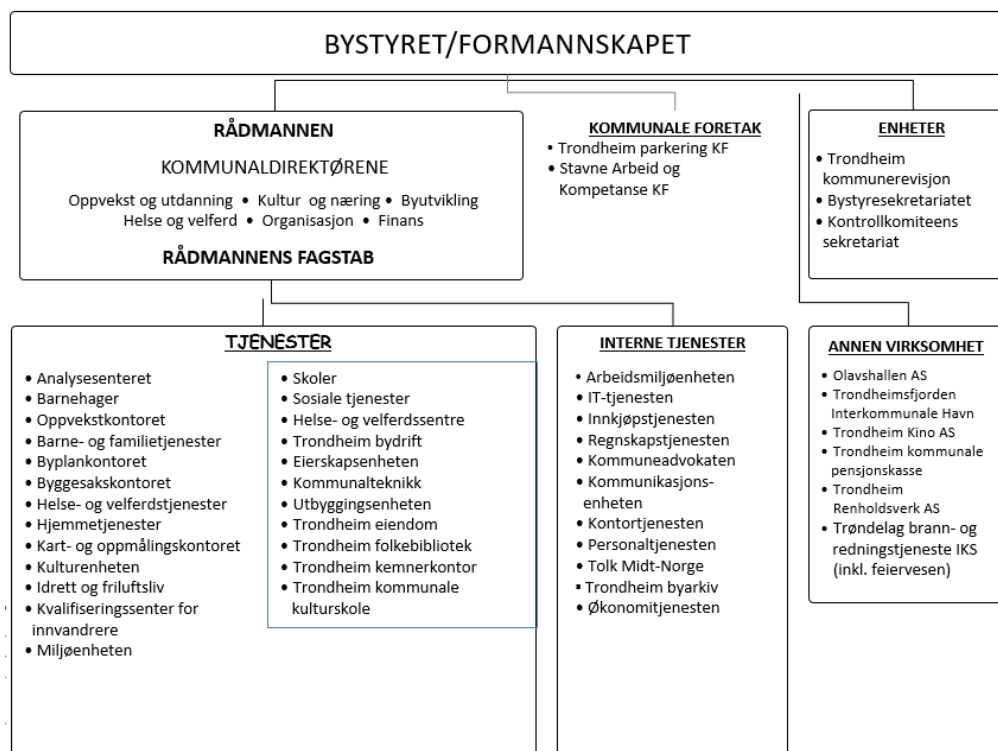 BYSTYRET/FORMANNSKAPET
RÅDMANNEN
KOMMUNALDIREKTØRENE
Oppvekst og utdanning • Kultur og næring • Byutvikling
Helse og velferd • Organisasjon • Finans
RÅDMANNENS FAGSTAB
KOMMUNALE FORETAK
• Trondheim parkering KF
• Stavne Arbeid og
Kompetanse KF
ENHETER
• Trondheim
kommunerevisjon
• Bystyresekretariatet
• Kontrollkomiteens
sekretariat
TJENESTER
• Analysesenteret
• Barnehager
• Oppvekstkontoret
• Barne- og familietjenester
• Byplankontoret
• Byggesakskontoret
• Helse- og velferdstjenester
• Hjemmetjenester
• Kart- og oppmålingskontoret
• Kulturenheten
• Idrett og friluftsliv
• Kvalifiseringssenter for
innvandrere
• Miljøenheten
• Skoler
• Sosiale tjenester
• Helse- og velferdssentre
• Trondheim bydrift
• Eierskapsenheten
• Kommunalteknikk
• Utbyggingsenheten
• Trondheim eiendom
• Trondheim folkebibliotek
• Trondheim kemnerkontor
• Trondheim kommunale
kulturskole
INTERNE TJENESTER
• Arbeidsmiljøenheten
• IT-tjenesten
• Innkjøpstjenesten
• Regnskapstjenesten
• Kommuneadvokaten
• Kommunikasjons-
enheten
• Kontortjenesten
• Personaltjenesten
• Tolk Midt-Norge
▪ Trondheim byarkiv
• Økonomitjenesten
ANNEN VIRKSOMHET
• Olavshallen AS
• Trondheimsfjorden
Interkommunale Havn
• Trondheim Kino AS
• Trondheim kommunale
pensjonskasse
• Trondheim
Renholdsverk AS
• Trøndelag brann- og
redningstjeneste IKS
(inkl. feiervesen)